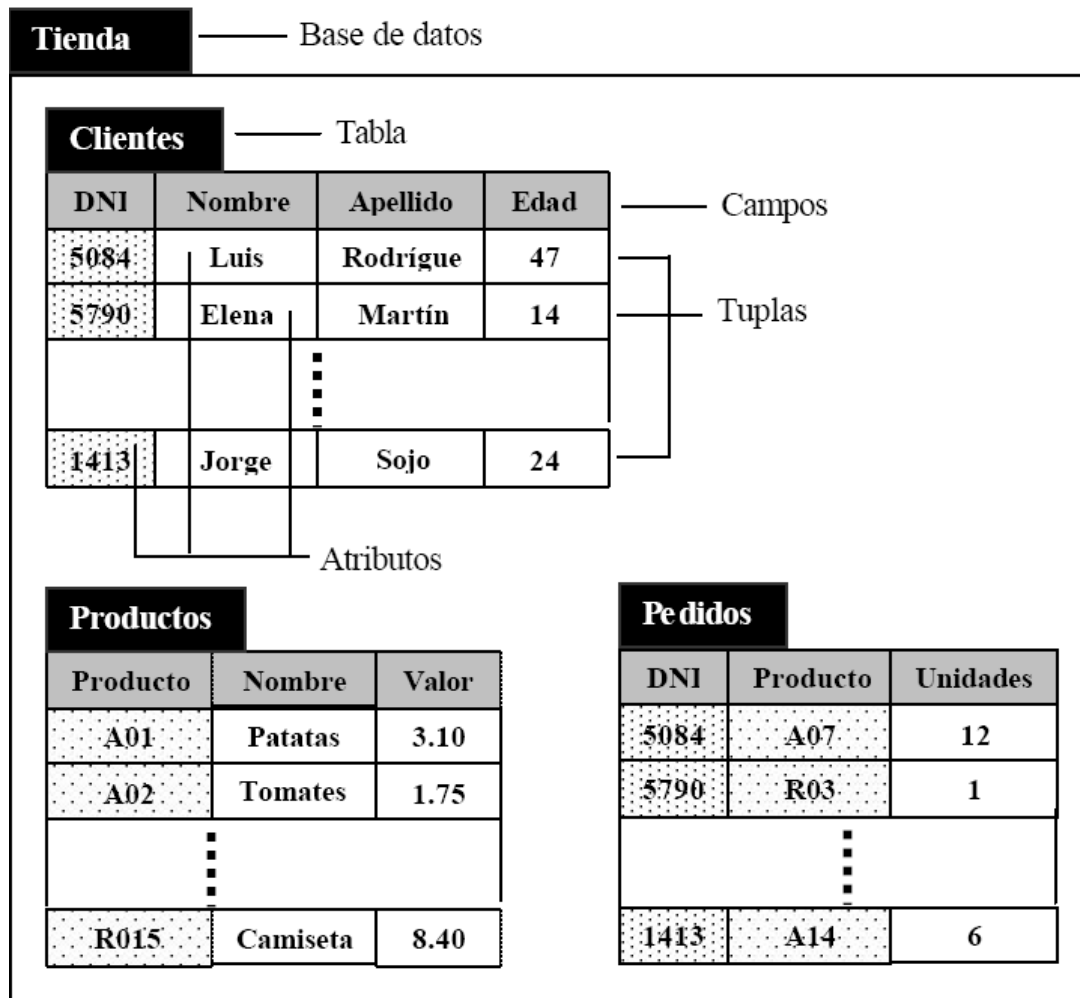 Tienda Base de datos
Clientes Tabla
DNI Nombre Apellido Edad Campos
5084 Luis Rodrígue 47
5790 Elena Martín 14 Tuplas
1413 Jorge Sojo 24
Atributos
Productos
Producto Nombre Valor
A01 Patatas 3.10
A02 Tomates 1.75
R015 Camiseta 8.40
Pedidos
DNI Producto Unidades
5084 A07 12
5790 R03 1
1413 A14 6